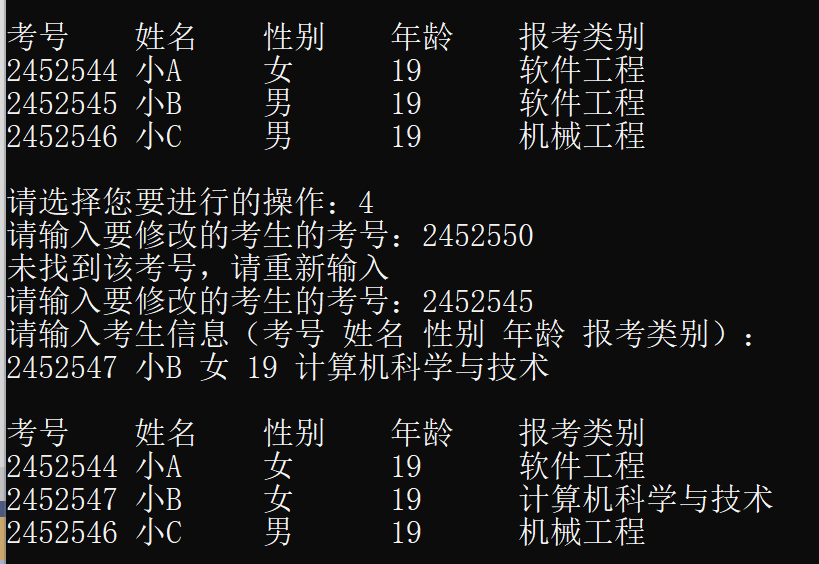 考号 姓名 性别 年龄 报考类别
2452544 小A 女 19 软件工程
2452545 小B 男 19 软件工程
2452546 小C 男 19 机械工程
请选择您要进行的操作：4
请输入要修改的考生的考号：2452550
未找到该考号，请重新输入
请输入要修改的考生的考号：2452545
请输入考生信息（考号 姓名 性别 年龄 报考类别）：
2452547 小B 女 19 计算机科学与技术
考号 姓名 性别 年龄 报考类别
2452544 小A 女 19 软件工程
2452547 小B 女 19 计算机科学与技术
2452546 小C 男 19 机械工程